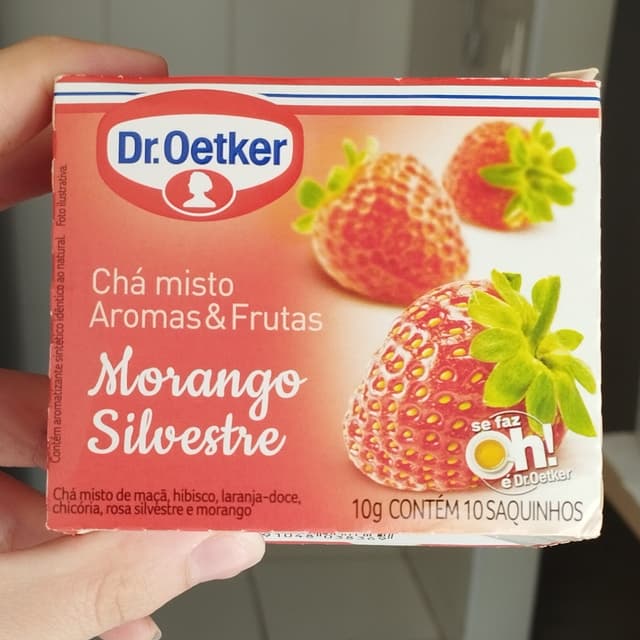 Dr.Oetker
Chá misto
Aromas&Frutas
Morango
Silvestre
se faz
Oh!
é Dr.Oetker
Chá misto de maçã, hibisco, laranja-doce,
chicória, rosa silvestre e morango
10g CONTÉM 10 SAQUINHOS
Contém aromatizante sintético idêntico ao natural. Foto ilustrativa.